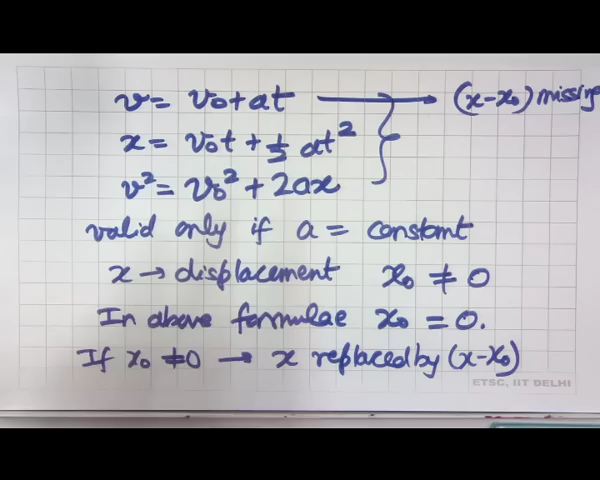 v = v₀ + at → (x-x₀) missing
x = v₀t + ½ at²
v² = v₀² + 2ax
valid only if a = constant
x → displacement x₀ ≠ 0
In above formulae x₀ = 0.
If x₀ ≠ 0 → x replaced by (x-x₀)
ETSC, IIT DELHI